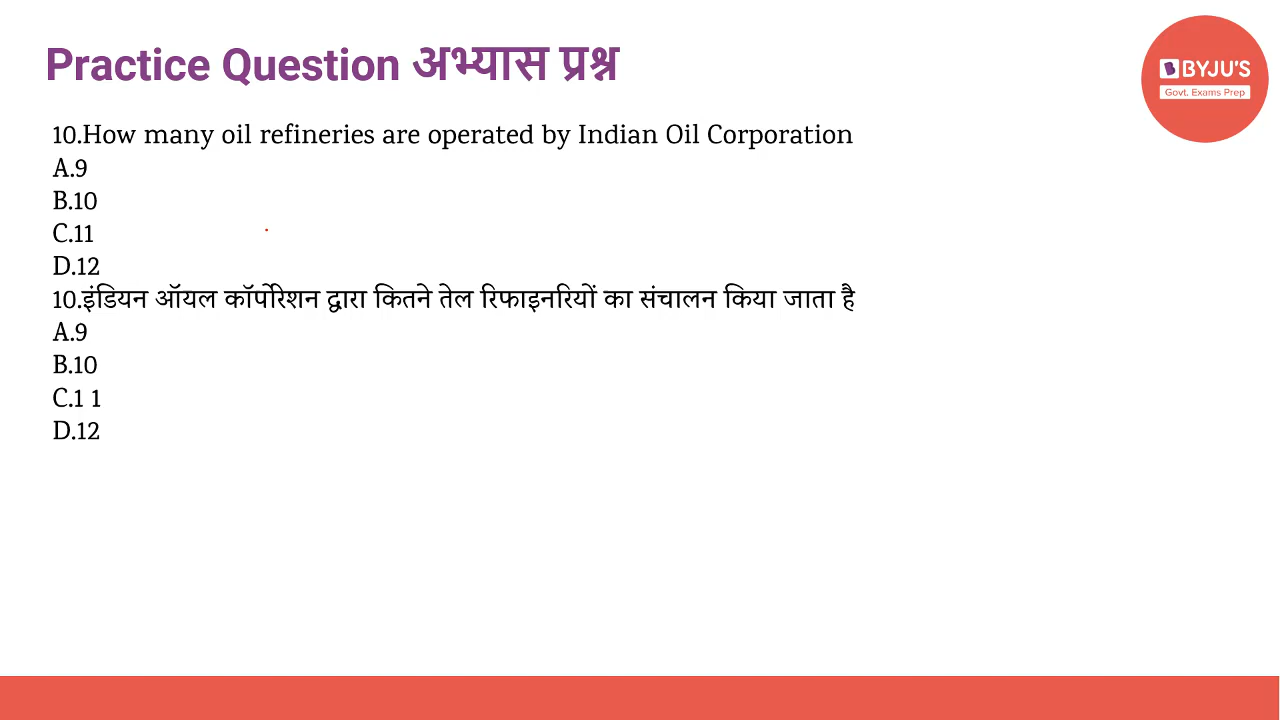 Practice Question अभ्यास प्रश्न
BYJU'S
Govt. Exams Prep
10.How many oil refineries are operated by Indian Oil Corporation
A.9
B.10
C.11
D.12
10.इंडियन ऑयल कॉर्पोरेशन द्वारा कितने तेल रिफाइनरियों का संचालन किया जाता है
A.9
B.10
C.1 1
D.12